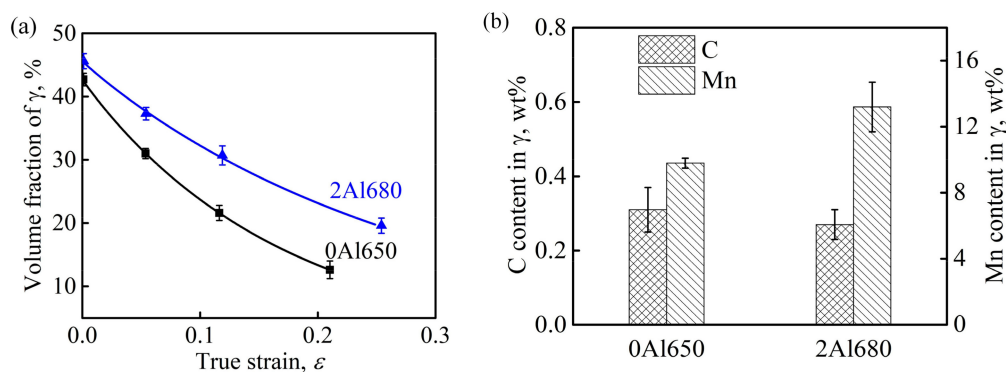 (a)
50
40
30
20
10
Volume fraction of γ, %
2Al680
0Al650
0.0 0.1 0.2 0.3
True strain, ε
(b)
0.8
0.6
0.4
0.2
0.0
C content in γ, wt%
C
Mn
16
12
8
4
0
Mn content in γ, wt%
0Al650 2Al680